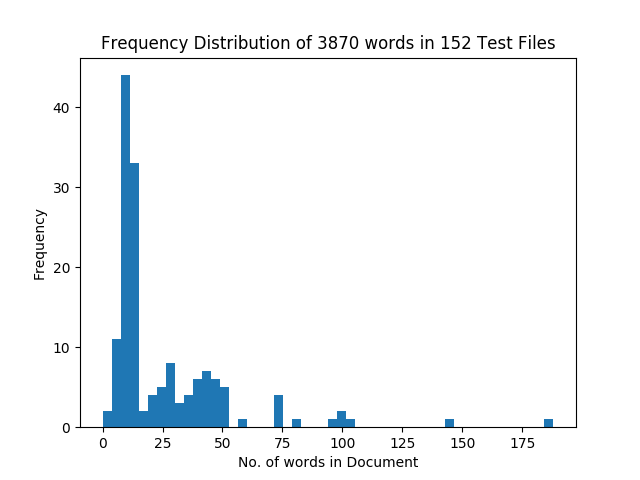 Frequency Distribution of 3870 words in 152 Test Files
40
30
20
10
0
Frequency
0 25 50 75 100 125 150 175
No. of words in Document